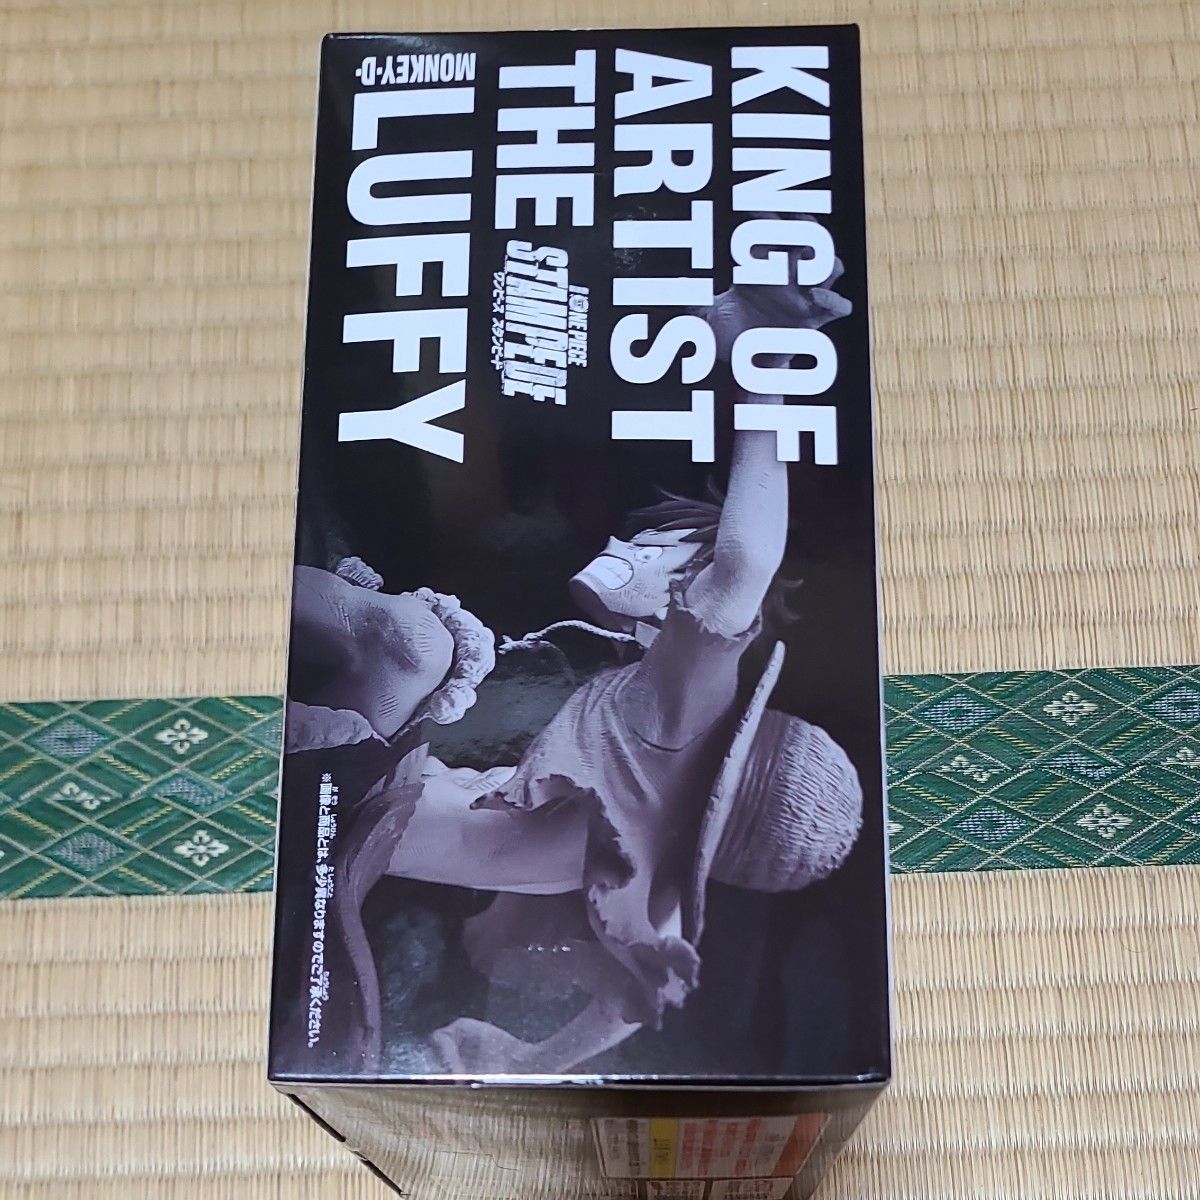 KING OF
ARTIST
THE
ONE PIECE
STAMPEDE
ワンピース スタンピード
MONKEY・D・
LUFFY
※画像と商品とは、多少異なりますのでご了承ください。